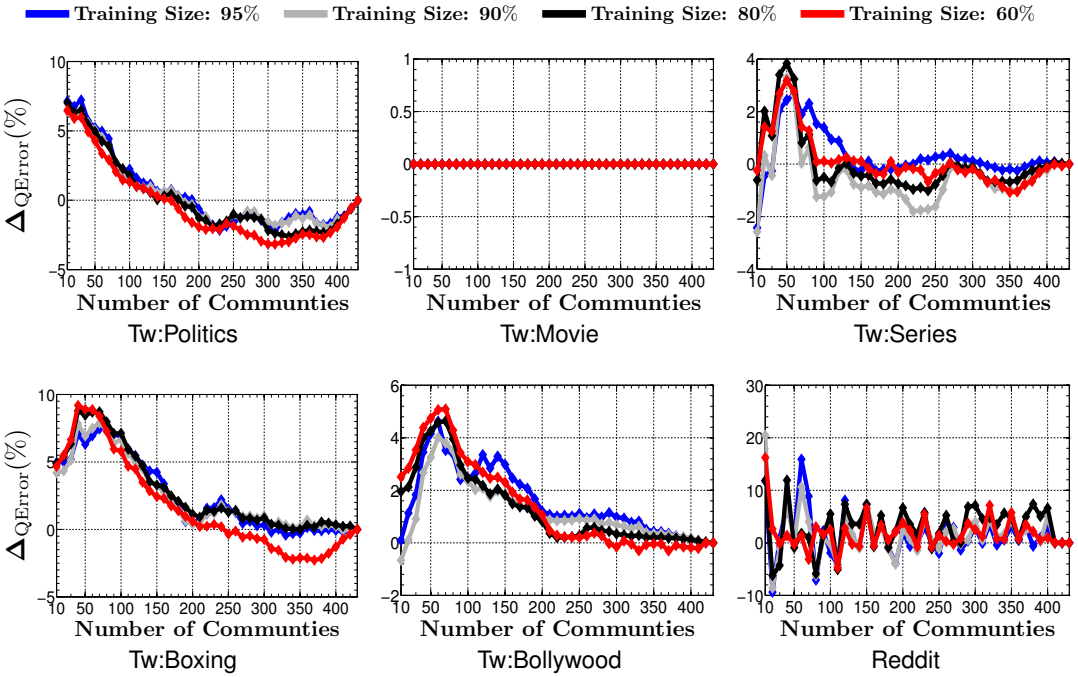 Training Size: 95% Training Size: 90% Training Size: 80% Training Size: 60%
Δ QError(%)
10
5
0
−5
10 50 100 150 200 250 300 350 400
Number of Communties
Tw:Politics
1
0.5
0
−0.5
−1
10 50 100 150 200 250 300 350 400
Number of Communties
Tw:Movie
4
2
0
−2
−4
10 50 100 150 200 250 300 350 400
Number of Communties
Tw:Series
Δ QError(%)
10
5
0
−5
10 50 100 150 200 250 300 350 400
Number of Communties
Tw:Boxing
6
4
2
0
−2
10 50 100 150 200 250 300 350 400
Number of Communties
Tw:Bollywood
30
20
10
0
−10
10 50 100 150 200 250 300 350 400
Number of Communties
Reddit